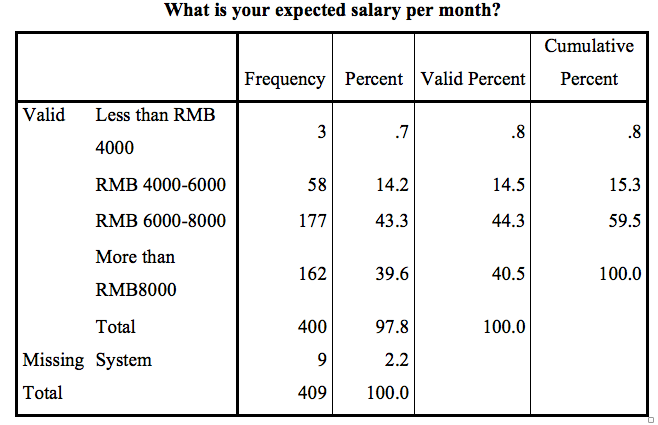 What is your expected salary per month?
Cumulative
Frequency Percent Valid Percent Percent
Valid Less than RMB
4000 3 .7 .8 .8
RMB 4000-6000 58 14.2 14.5 15.3
RMB 6000-8000 177 43.3 44.3 59.5
More than
RMB8000 162 39.6 40.5 100.0
Total 400 97.8 100.0
Missing System 9 2.2
Total 409 100.0